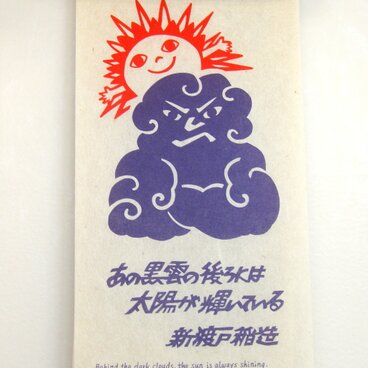 あの黒雲の後ろには
太陽が輝いている
新渡戸稲造
Behind the dark clouds, the sun is always shining.